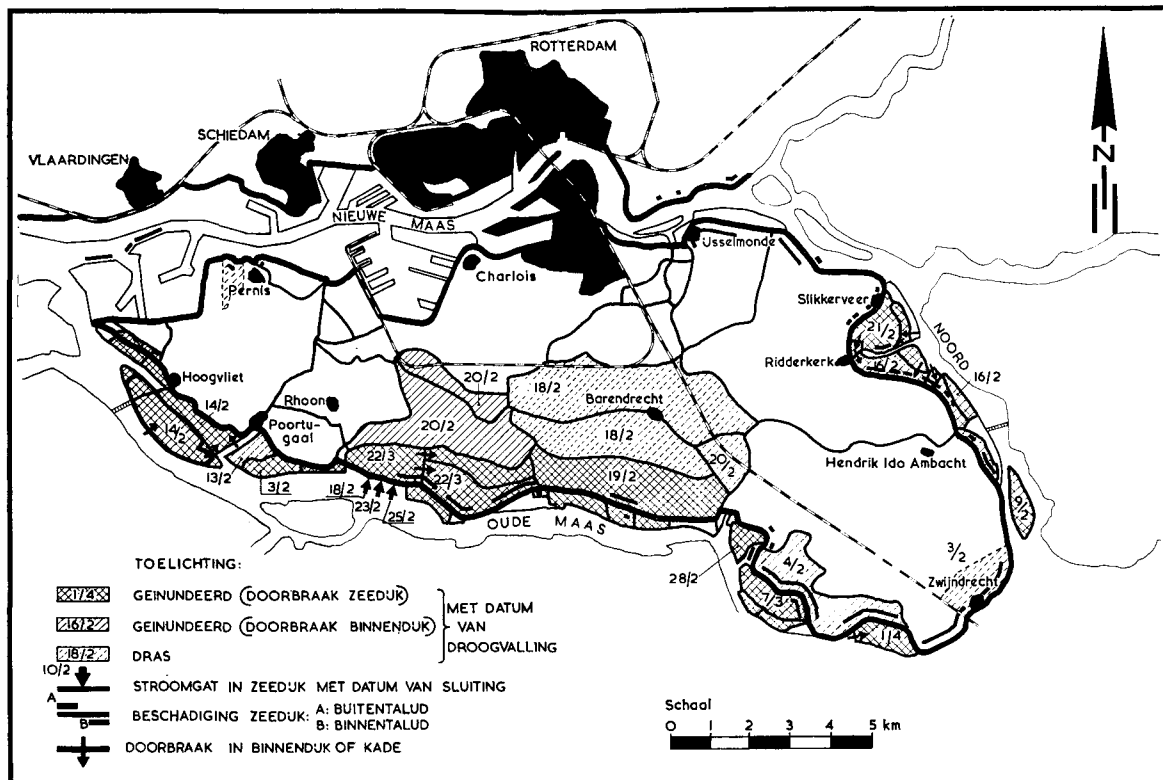 ROTTERDAM
SCHIEDAM
VLAARDINGEN
N
NIEUWE MAAS
IJsselmonde
Charlois
Pernis
Slikkerveer
21/2
NOORD
Ridderkerk
16/2
16/2
Hoogvliet
14/2
20/2
18/2
Rhoon
Barendrecht
Poortugaal
14/2
20/2
18/2
20/2
Hendrik Ido Ambacht
22/3
22/3
19/2
13/2
3/2
18/2
23/2
25/2
9/2
OUDE MAAS
3/2
4/2
Zwijndrecht
28/2
1/3
1/4
TOELICHTING:
1/4 GEINUNDEERD (DOORBRAAK ZEEDIJK)
16/2 GEINUNDEERD (DOORBRAAK BINNENDIJK)
MET DATUM
VAN
DROOGVALLING
18/2 DRAS
10/2 STROOMGAT IN ZEEDIJK MET DATUM VAN SLUITING
A
B BESCHADIGING ZEEDIJK: A: BUITENTALUD
B: BINNENTALUD
DOORBRAAK IN BINNENDIJK OF KADE
Schaal
0 1 2 3 4 5 km